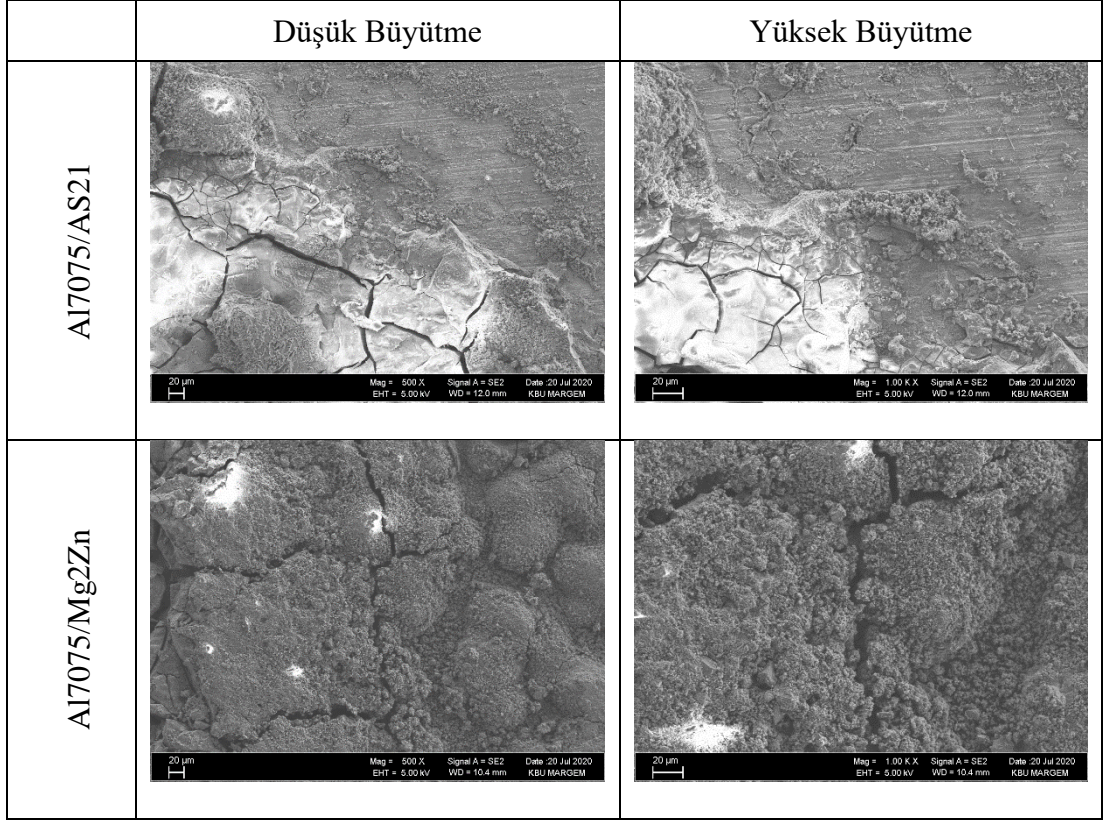 Düşük Büyütme
Yüksek Büyütme
Al7075/AS21
20 µm
Mag = 500 X Signal A = SE2 Date :20 Jul 2020
EHT = 5.00 kV WD = 12.0 mm KBU MARGEM
20 µm
Mag = 1.00 K X Signal A = SE2 Date :20 Jul 2020
EHT = 5.00 kV WD = 12.0 mm KBU MARGEM
Al7075/Mg2Zn
20 µm
Mag = 500 X Signal A = SE2 Date :20 Jul 2020
EHT = 5.00 kV WD = 10.4 mm KBU MARGEM
20 µm
Mag = 1.00 K X Signal A = SE2 Date :20 Jul 2020
EHT = 5.00 kV WD = 10.4 mm KBU MARGEM